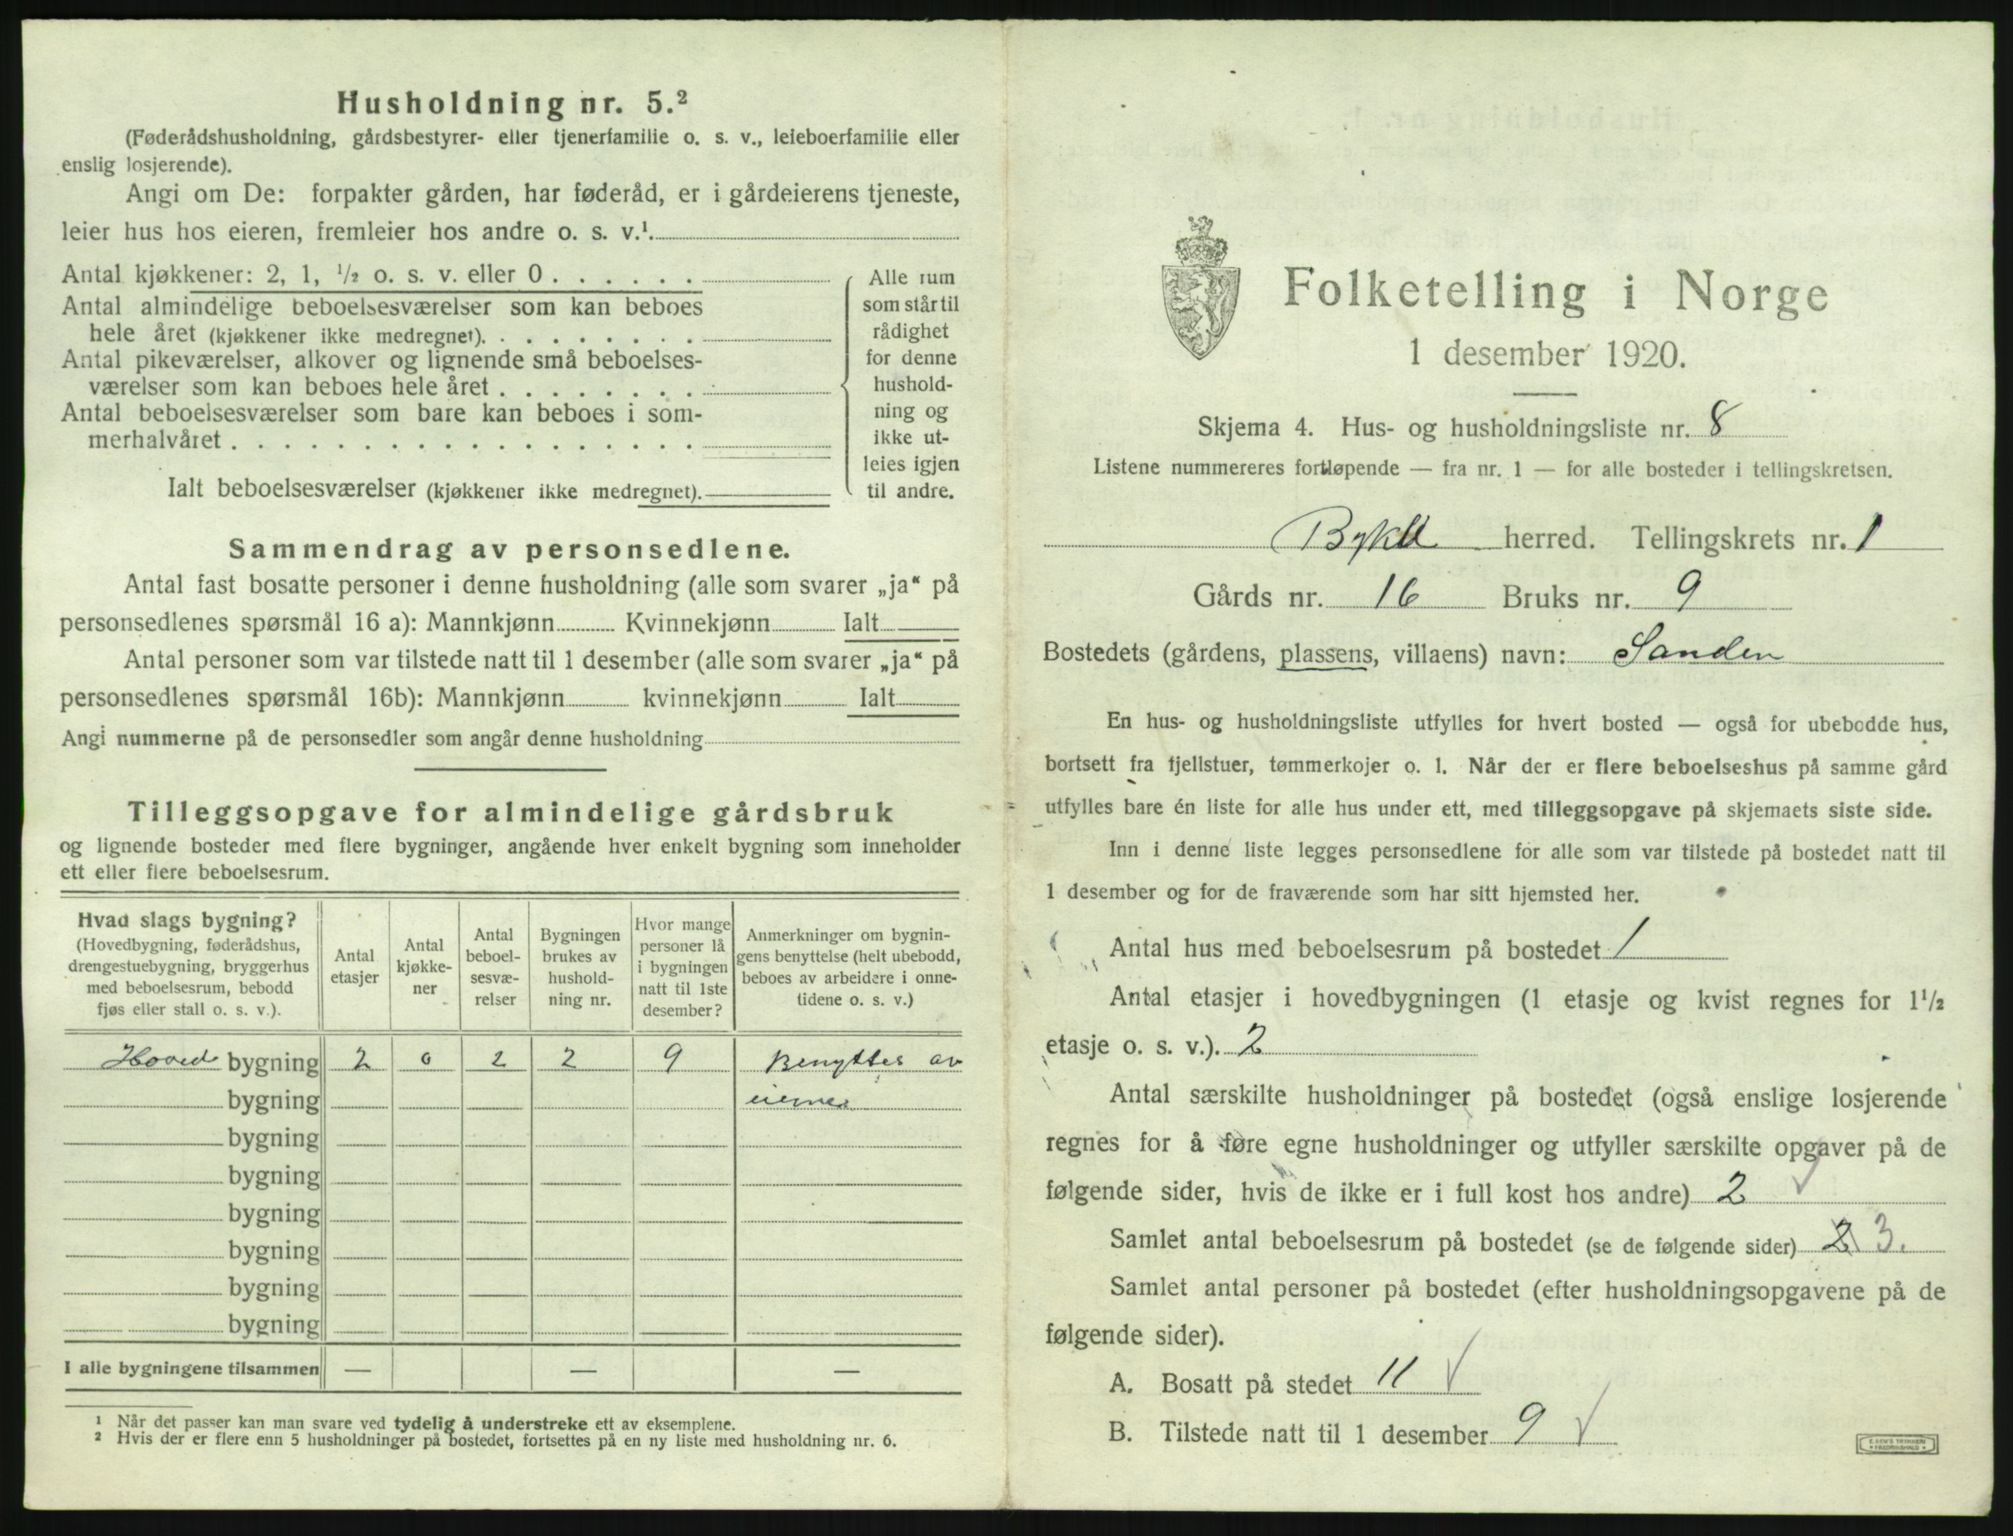 Husholdning nr. 5.²
(Føderådshusholdning, gårdsbestyrer- eller tjenerfamilie o. s. v., leieboerfamilie eller
enslig losjerende).
Angi om De: forpakter gården, har føderåd, er i gårdeierens tjeneste,
leier hus hos eieren, fremleier hos andre o. s. v.¹
Antal kjøkkener: 2, 1, ¹/₂ o. s. v. eller 0 . . . . . .
Antal almindelige beboelsesværelser som kan beboes
hele året (kjøkkener ikke medregnet). . . . . . . . .
Antal pikeværelser, alkover og lignende små beboelses-
værelser som kan beboes hele året . . . . . . . .
Antal beboelsesværelser som bare kan beboes i som-
merhalvåret . . . . . . . . . . . . . . . . . .
Ialt beboelsesværelser (kjøkkener ikke medregnet).
Alle rum
som står til
rådighet
for denne
hushold-
ning og
ikke ut-
leies igjen
til andre.
Sammendrag av personsedlene.
Antal fast bosatte personer i denne husholdning (alle som svarer „ja“ på
personsedlenes spørsmål 16 a): Mannkjønn Kvinnekjønn Ialt
Antal personer som var tilstede natt til 1 desember (alle som svarer „ja“ på
personsedlenes spørsmål 16b): Mannkjønn kvinnekjønn Ialt
Angi nummerne på de personsedler som angår denne husholdning
Tilleggsopgave for almindelige gårdsbruk
og lignende bosteder med flere bygninger, angående hver enkelt bygning som inneholder
ett eller flere beboelsesrum.
Hvad slags bygning?
(Hovedbygning, føderådshus,
drengestuebygning, bryggerhus
med beboelsesrum, bebodd
fjøs eller stall o. s. v.).
Antal
etasjer
Antal
kjøkke-
ner
Antal
beboel-
sesvæ-
relser
Bygningen
brukes av
hushold-
ning nr.
Hvor mange
personer lå
i bygningen
natt til 1ste
desember?
Anmerkninger om bygnin-
gens benyttelse (helt ubebodd,
beboes av arbeidere i onne-
tidene o. s. v.)
Hoved bygning 2 0 2 2 9 Benyttes av
bygning eierne
bygning
bygning
bygning
bygning
bygning
bygning
I alle bygningene tilsammen — — —
¹ Når det passer kan man svare ved tydelig å understreke ett av eksemplene.
² Hvis der er flere enn 5 husholdninger på bostedet, fortsettes på en ny liste med husholdning nr. 6.
Folketelling i Norge
1 desember 1920.
Skjema 4. Hus- og husholdningsliste nr. 8
Listene nummereres fortløpende — fra nr. 1 — for alle bosteder i tellingskretsen.
Bykle herred. Tellingskrets nr. 1
Gårds nr. 16 Bruks nr. 9
Bostedets (gårdens, plassens, villaens) navn: Sanden
En hus- og husholdningsliste utfylles for hvert bosted — også for ubebodde hus,
bortsett fra fjellstuer, tømmerkojer o. l. Når der er flere beboelseshus på samme gård
utfylles bare én liste for alle hus under ett, med tilleggsopgave på skjemaets siste side.
Inn i denne liste legges personsedlene for alle som var tilstede på bostedet natt til
1 desember og for de fraværende som har sitt hjemsted her.
Antal hus med beboelsesrum på bostedet 1
Antal etasjer i hovedbygningen (1 etasje og kvist regnes for 1¹/₂
etasje o. s. v.). 2
Antal særskilte husholdninger på bostedet (også enslige losjerende
regnes for å føre egne husholdninger og utfyller særskilte opgaver på de
følgende sider, hvis de ikke er i full kost hos andre) 2
Samlet antal beboelsesrum på bostedet (se de følgende sider) 2 3.
Samlet antal personer på bostedet (efter husholdningsopgavene på de
følgende sider).
A. Bosatt på stedet 11
B. Tilstede natt til 1 desember 9